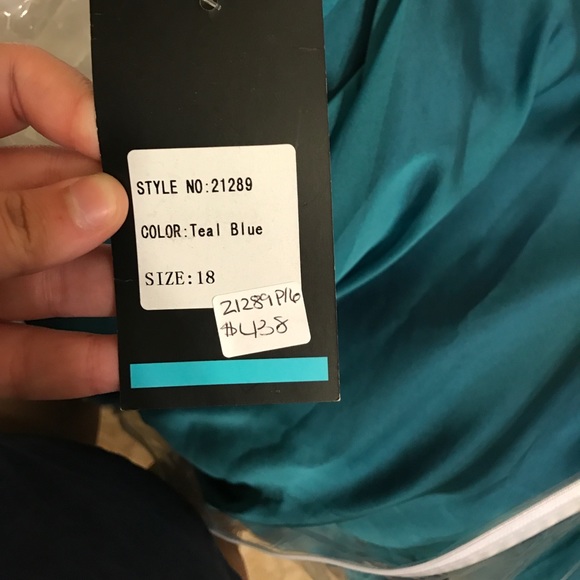 STYLE NO:21289
COLOR:Teal Blue
SIZE:18
21289P16
$438